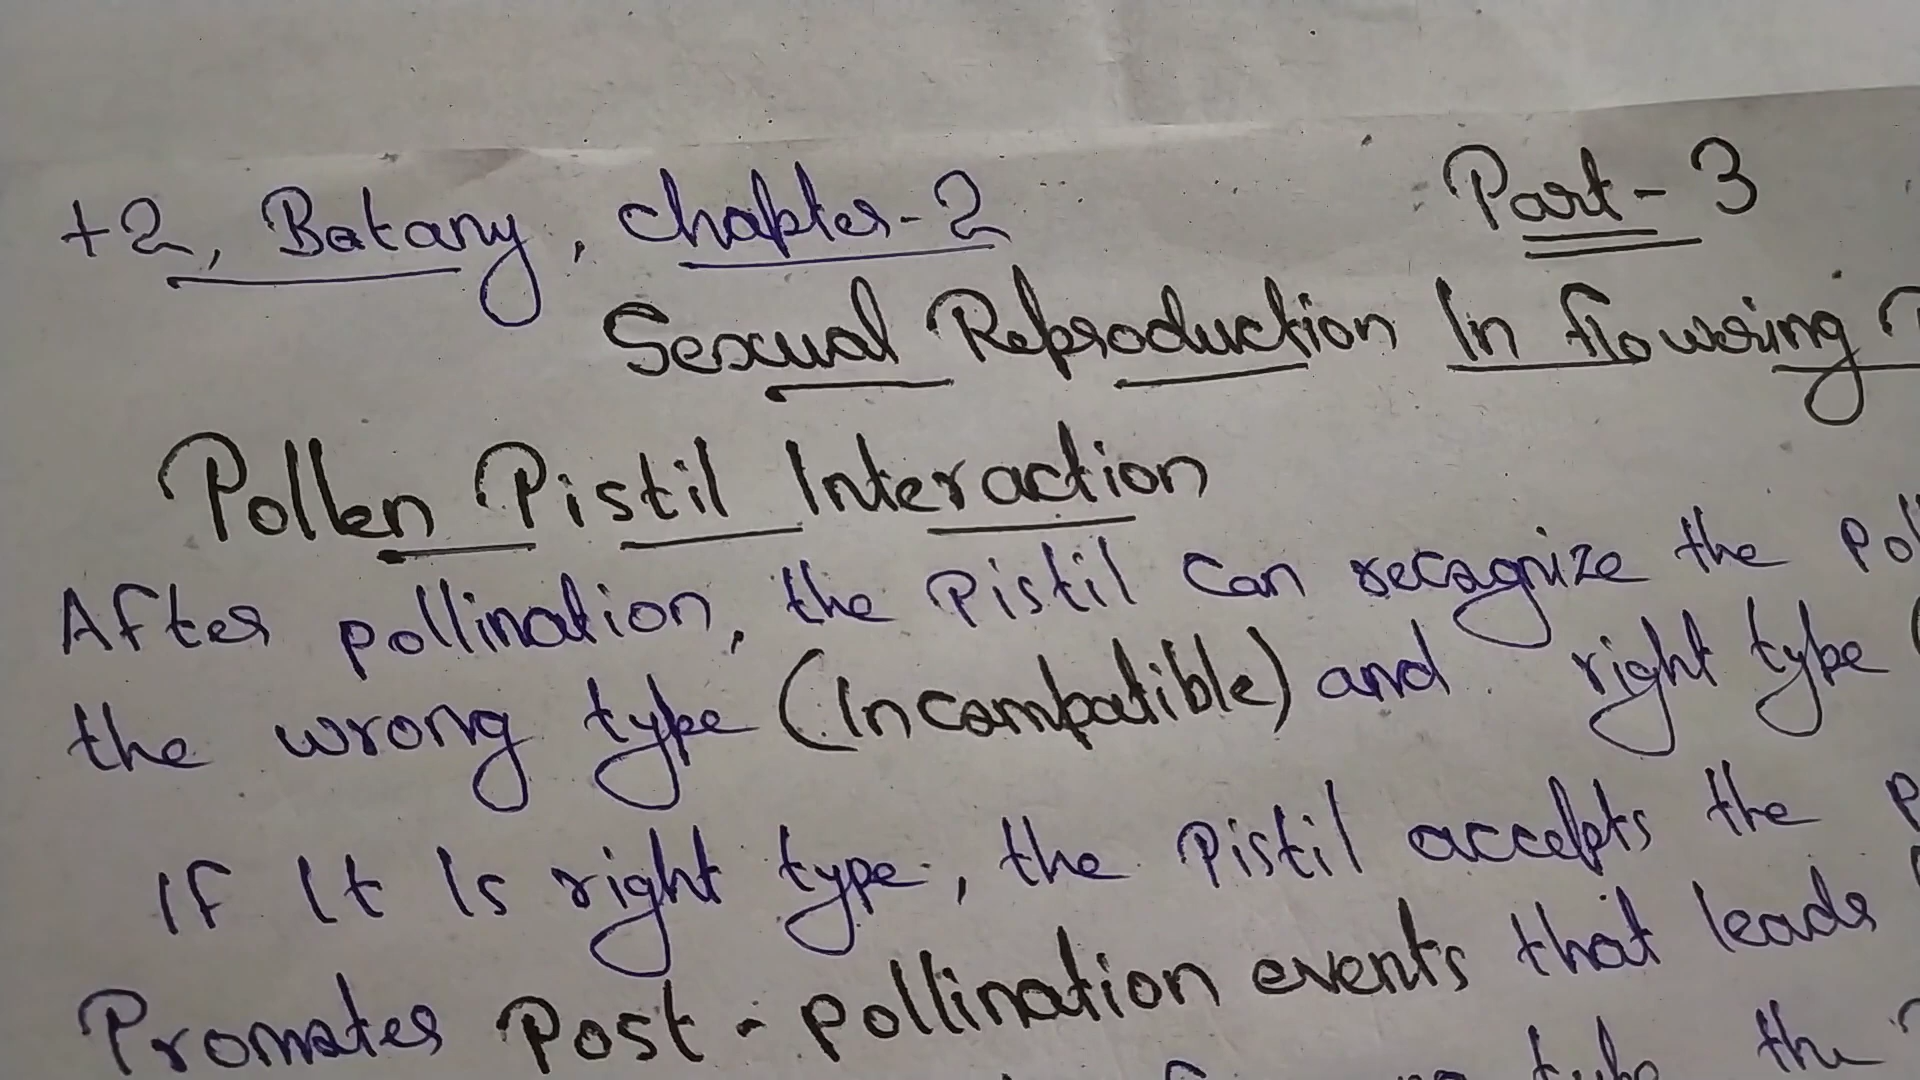 +2, Botany, chapter-2
Part-3
Sexual Reproduction In flowering
Pollen Pistil Interaction
After pollination, the Pistil Can recognize the
the wrong type (Incompatible) and right type
If It Is right type, the Pistil accepts the
Promotes Post-pollination events that leads
the